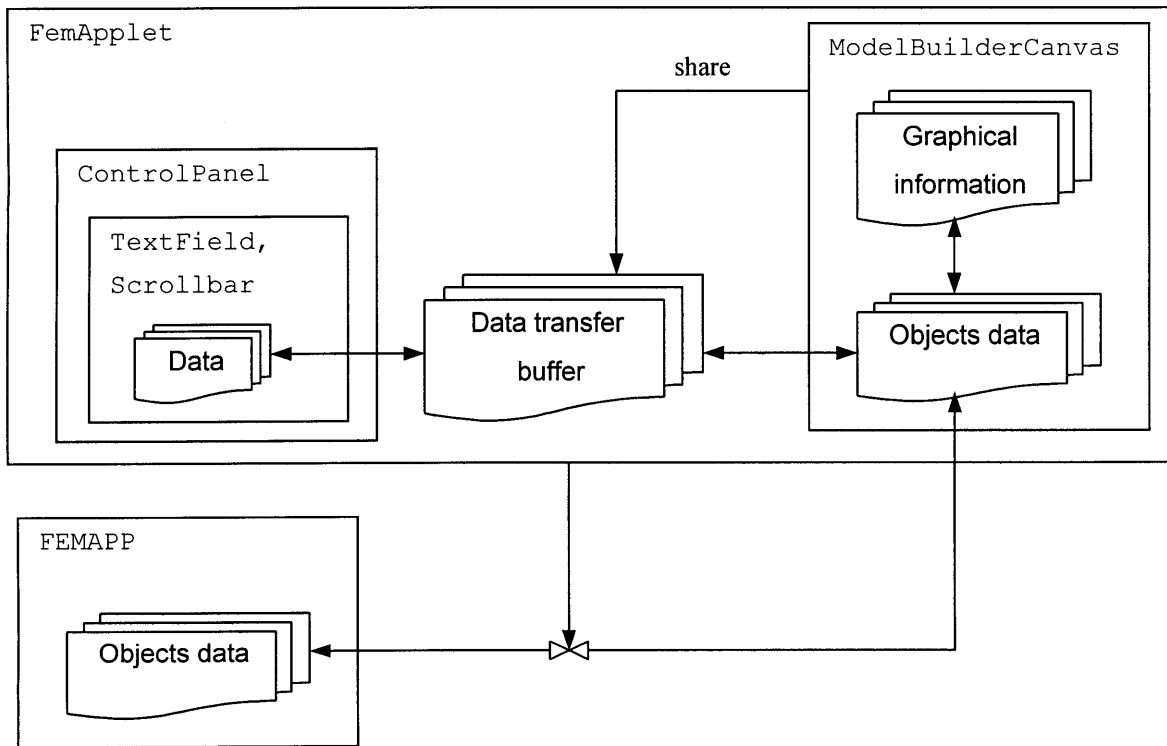 FemApplet
ModelBuilderCanvas
share
Graphical
information
ControlPanel
TextField,
Scrollbar
Data
Data transfer
buffer
Objects data
FEMAPP
Objects data